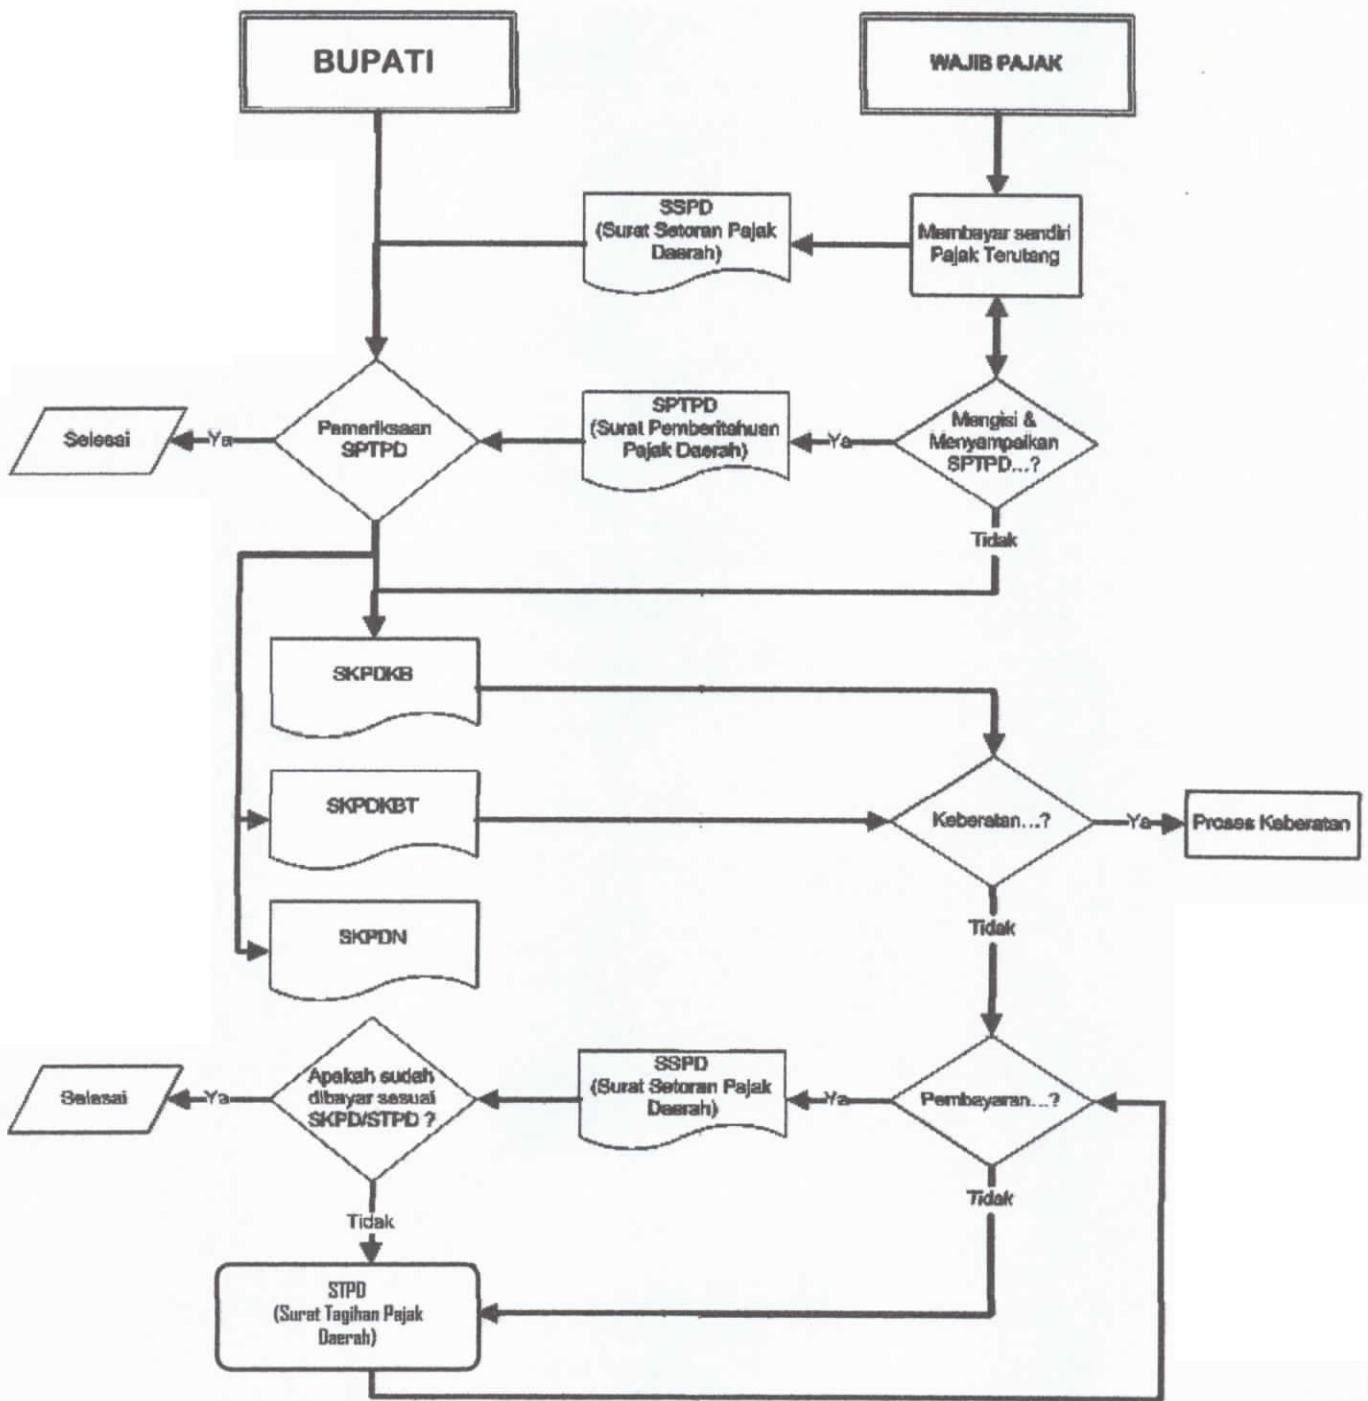 BUPATI
WAJIB PAJAK
SSPD
(Surat Setoran Pajak
Daerah)
Membayar sendiri
Pajak Terutang
Selesai
Ya
Pemeriksaan
SPTPD
SPTPD
(Surat Pemberitahuan
Pajak Daerah)
Ya
Mengisi &
Menyampaikan
SPTPD...?
Tidak
SKPDKB
SKPDKBT
Keberatan...?
Ya
Proses Keberatan
SKPDN
Tidak
Selesai
Ya
Apakah sudah
dibayar sesuai
SKPD/STPD ?
SSPD
(Surat Setoran Pajak
Daerah)
Ya
Pembayaran...?
Tidak
Tidak
STPD
(Surat Tagihan Pajak
Daerah)